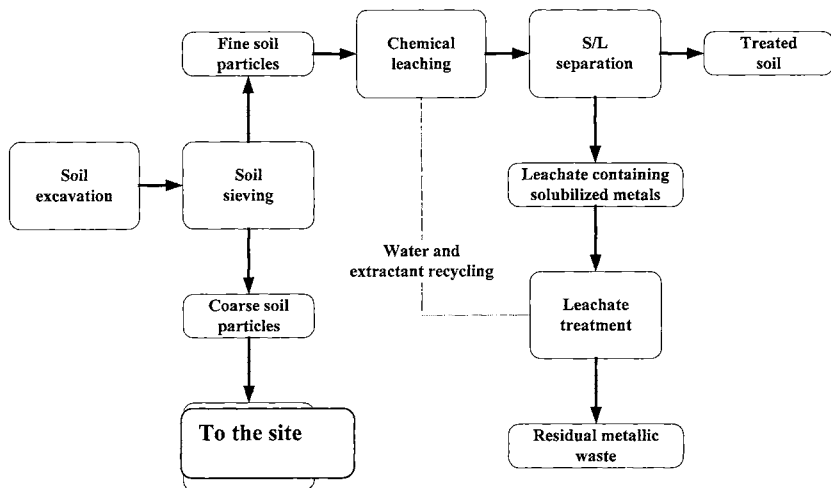 Fine soil
particles
Chemical
leaching
S/L
separation
Treated
soil
Soil
excavation
Soil
sieving
Leachate containing
solubilized metals
Water and
extractant recycling
Coarse soil
particles
Leachate
treatment
To the site
Residual metallic
waste